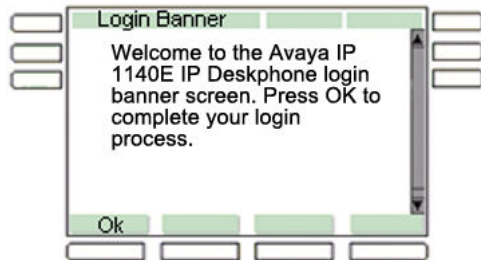 Login Banner
Welcome to the Avaya IP
1140E IP Deskphone login
banner screen. Press OK to
complete your login
process.
Ok